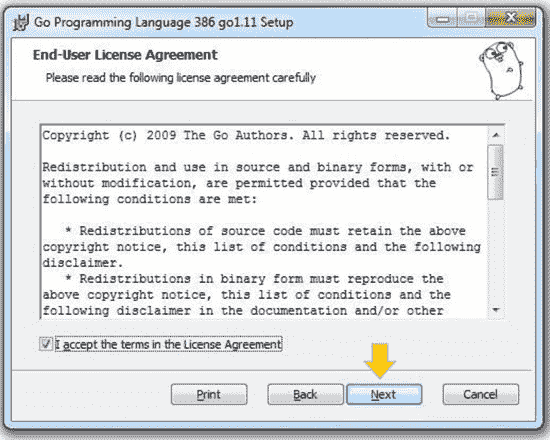 Go Programming Language 386 go1.11 Setup
End-User License Agreement
Please read the following license agreement carefully
Copyright (c) 2009 The Go Authors. All rights reserved.
Redistribution and use in source and binary forms, with or
without modification, are permitted provided that the
following conditions are met:
* Redistributions of source code must retain the above
copyright notice, this list of conditions and the following
disclaimer.
* Redistributions in binary form must reproduce the
above copyright notice, this list of conditions and the
following disclaimer in the documentation and/or other
I accept the terms in the License Agreement
Print Back Next Cancel